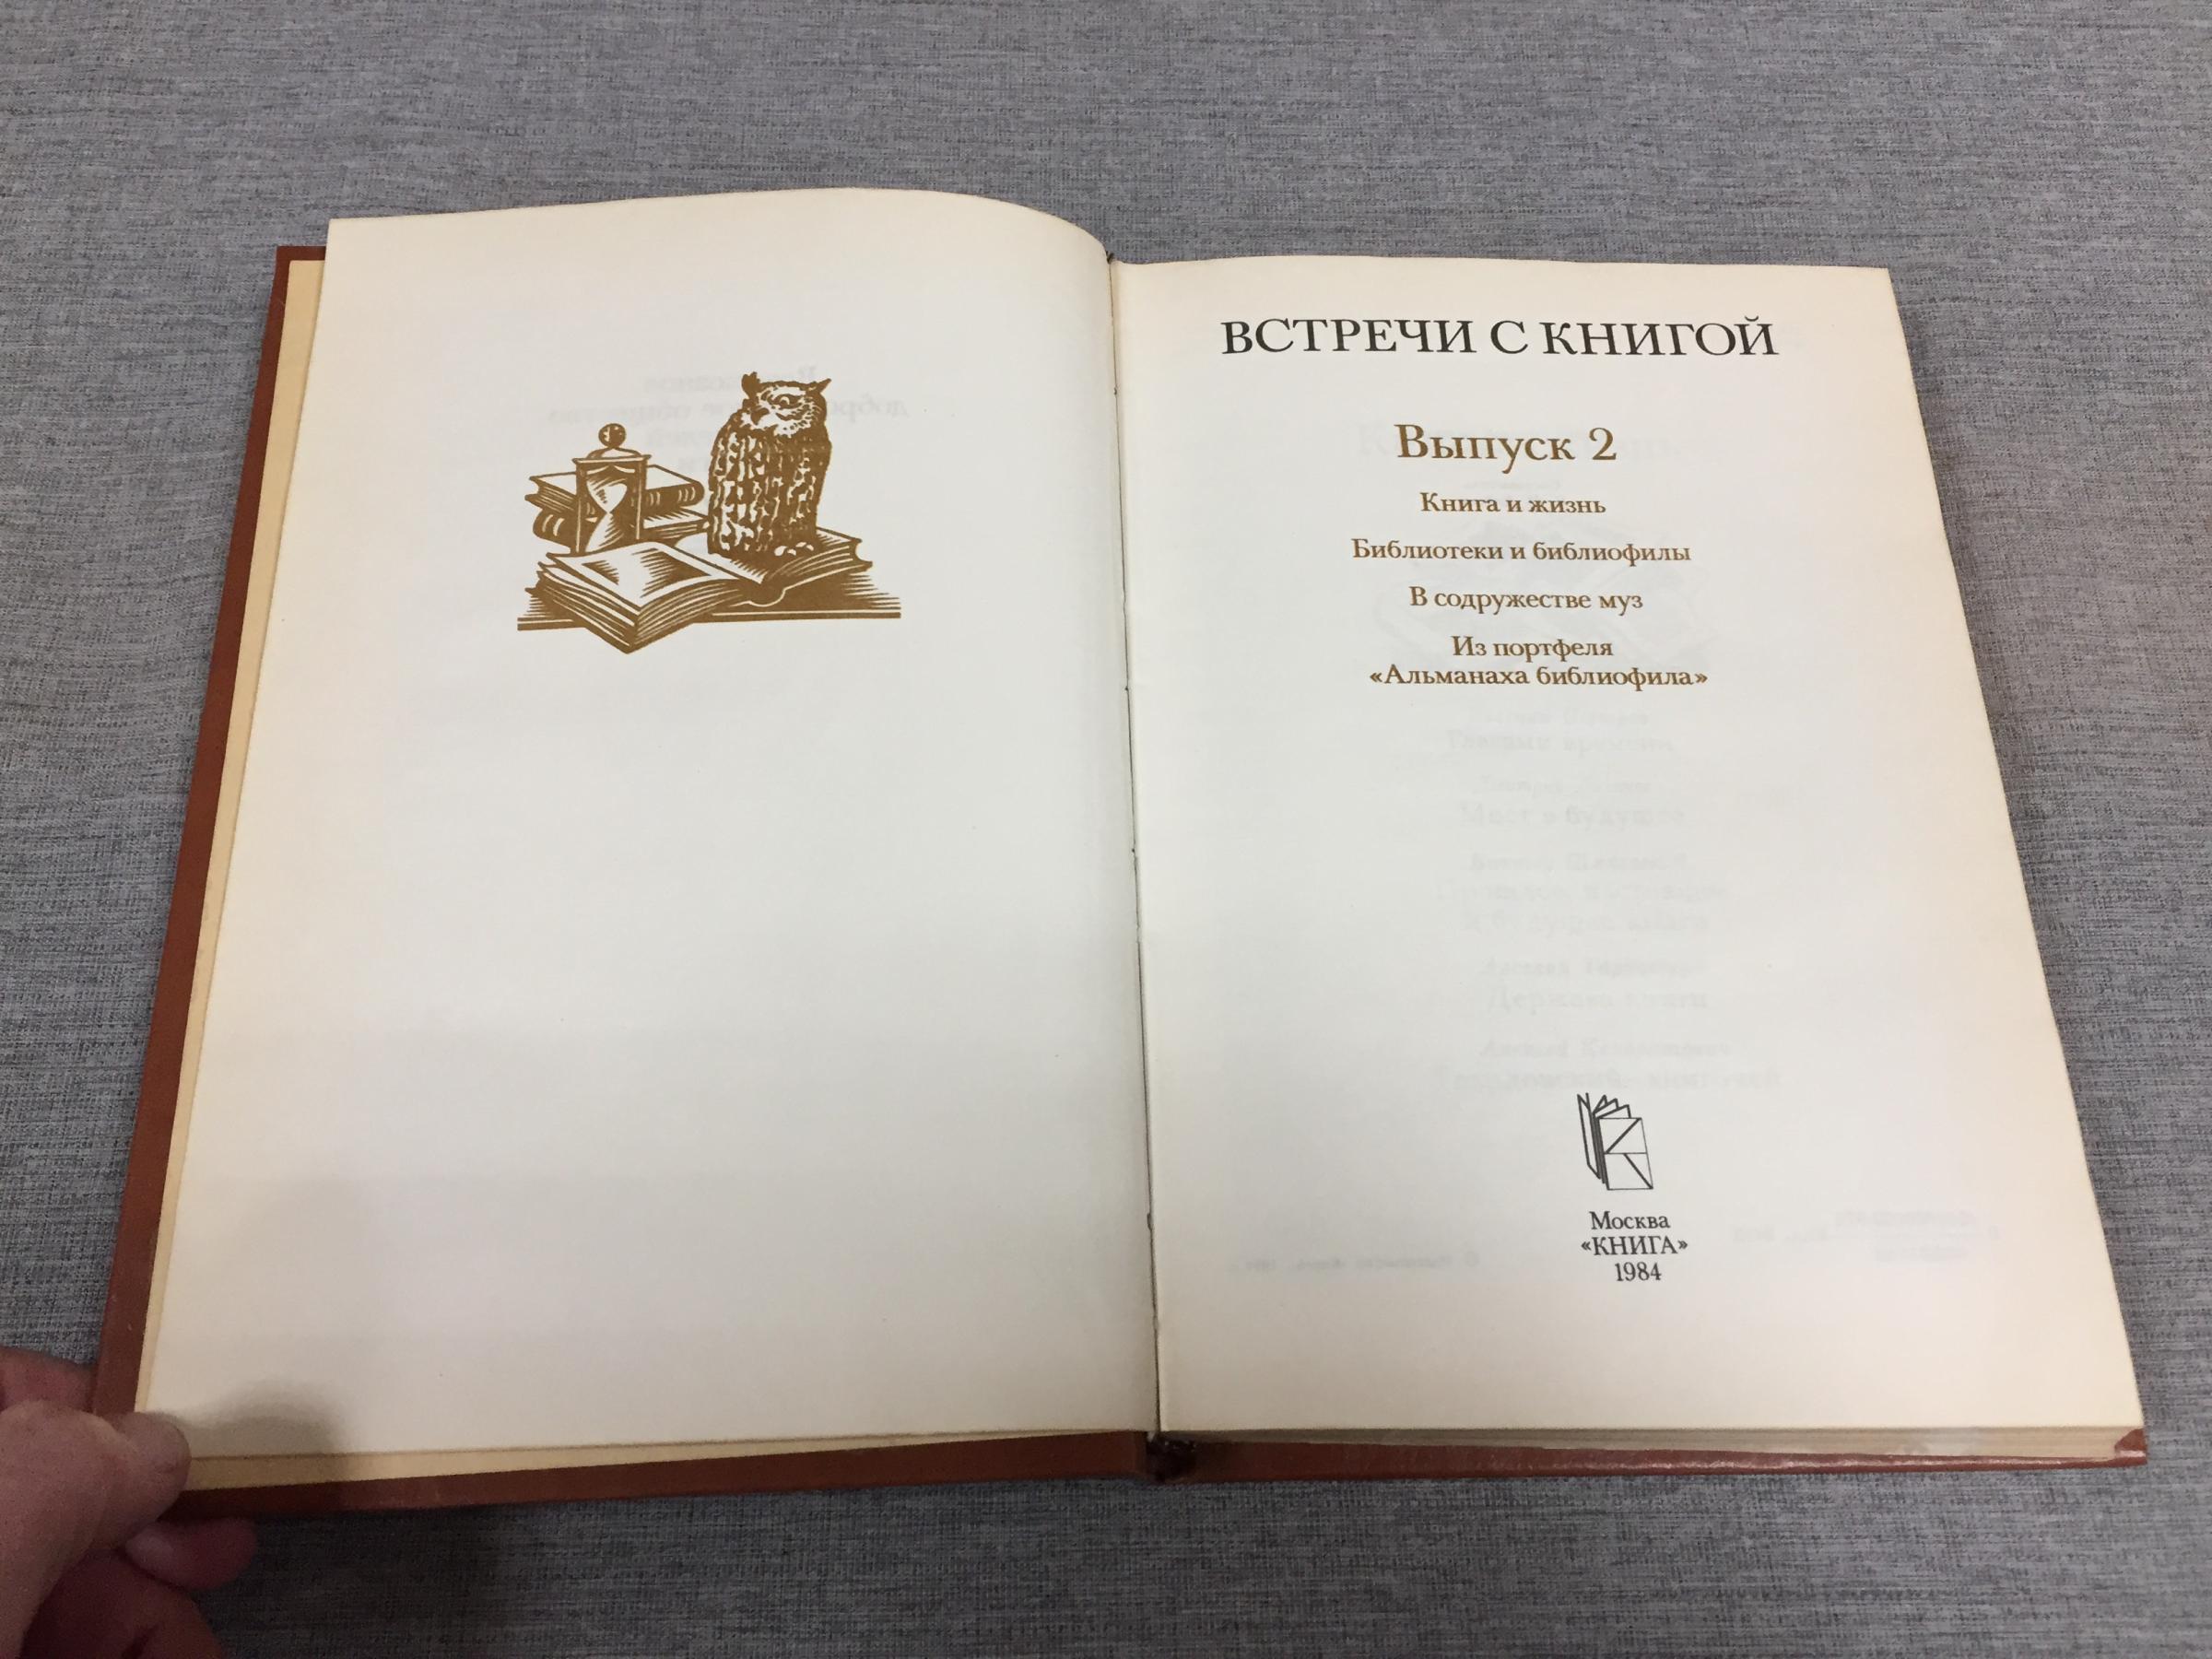 ВСТРЕЧИ С КНИГОЙ
Выпуск 2
Книга и жизнь
Библиотеки и библиофилы
В содружестве муз
Из портфеля
«Альманаха библиофила»
Москва
«КНИГА»
1984